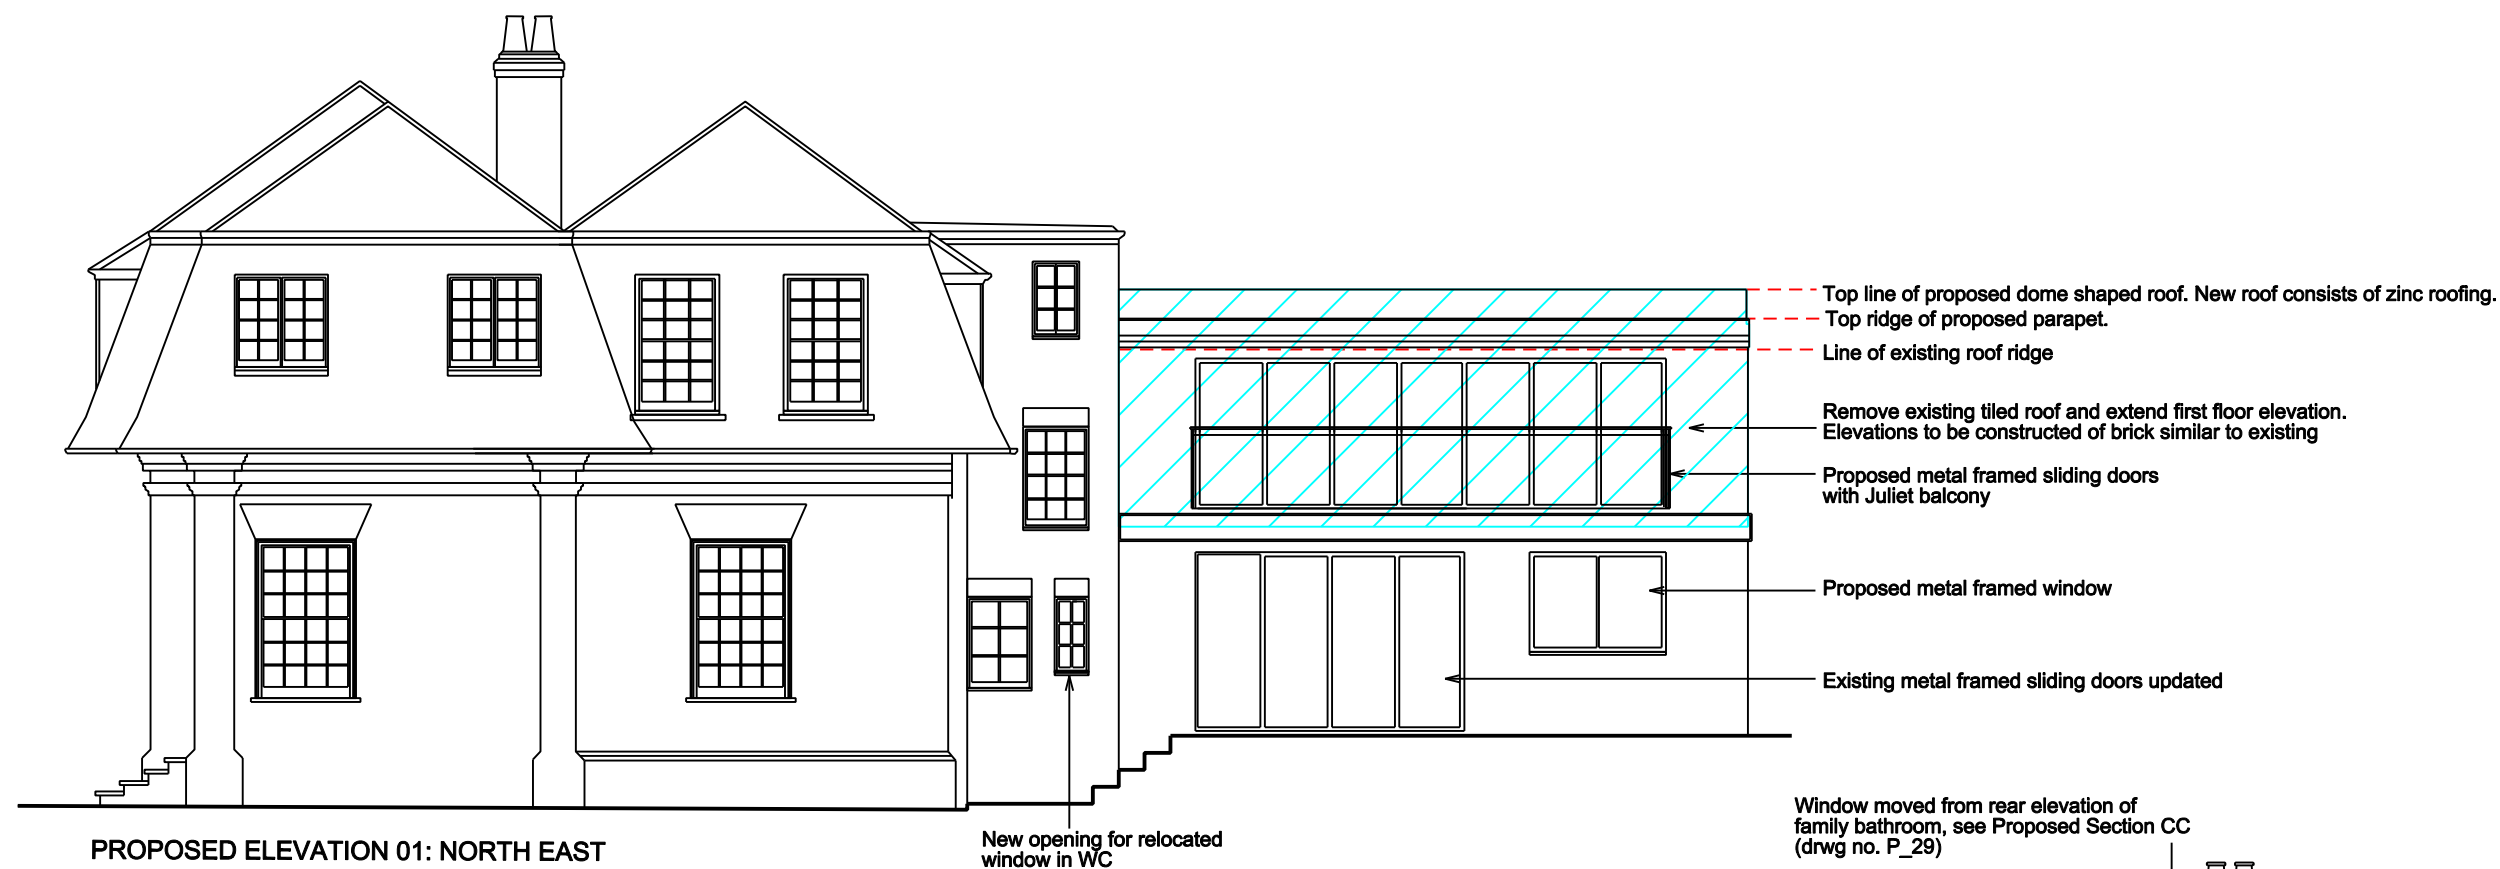 Top line of proposed dome shaped roof. New roof consists of zinc roofing.
Top ridge of proposed parapet.
Line of existing roof ridge
Remove existing tiled roof and extend first floor elevation.
Elevations to be constructed of brick similar to existing
Proposed metal framed sliding doors
with Juliet balcony
Proposed metal framed window
Existing metal framed sliding doors updated
Window moved from rear elevation of
family bathroom, see Proposed Section CC
(drwg no. P_29)
New opening for relocated
window in WC
PROPOSED ELEVATION 01: NORTH EAST